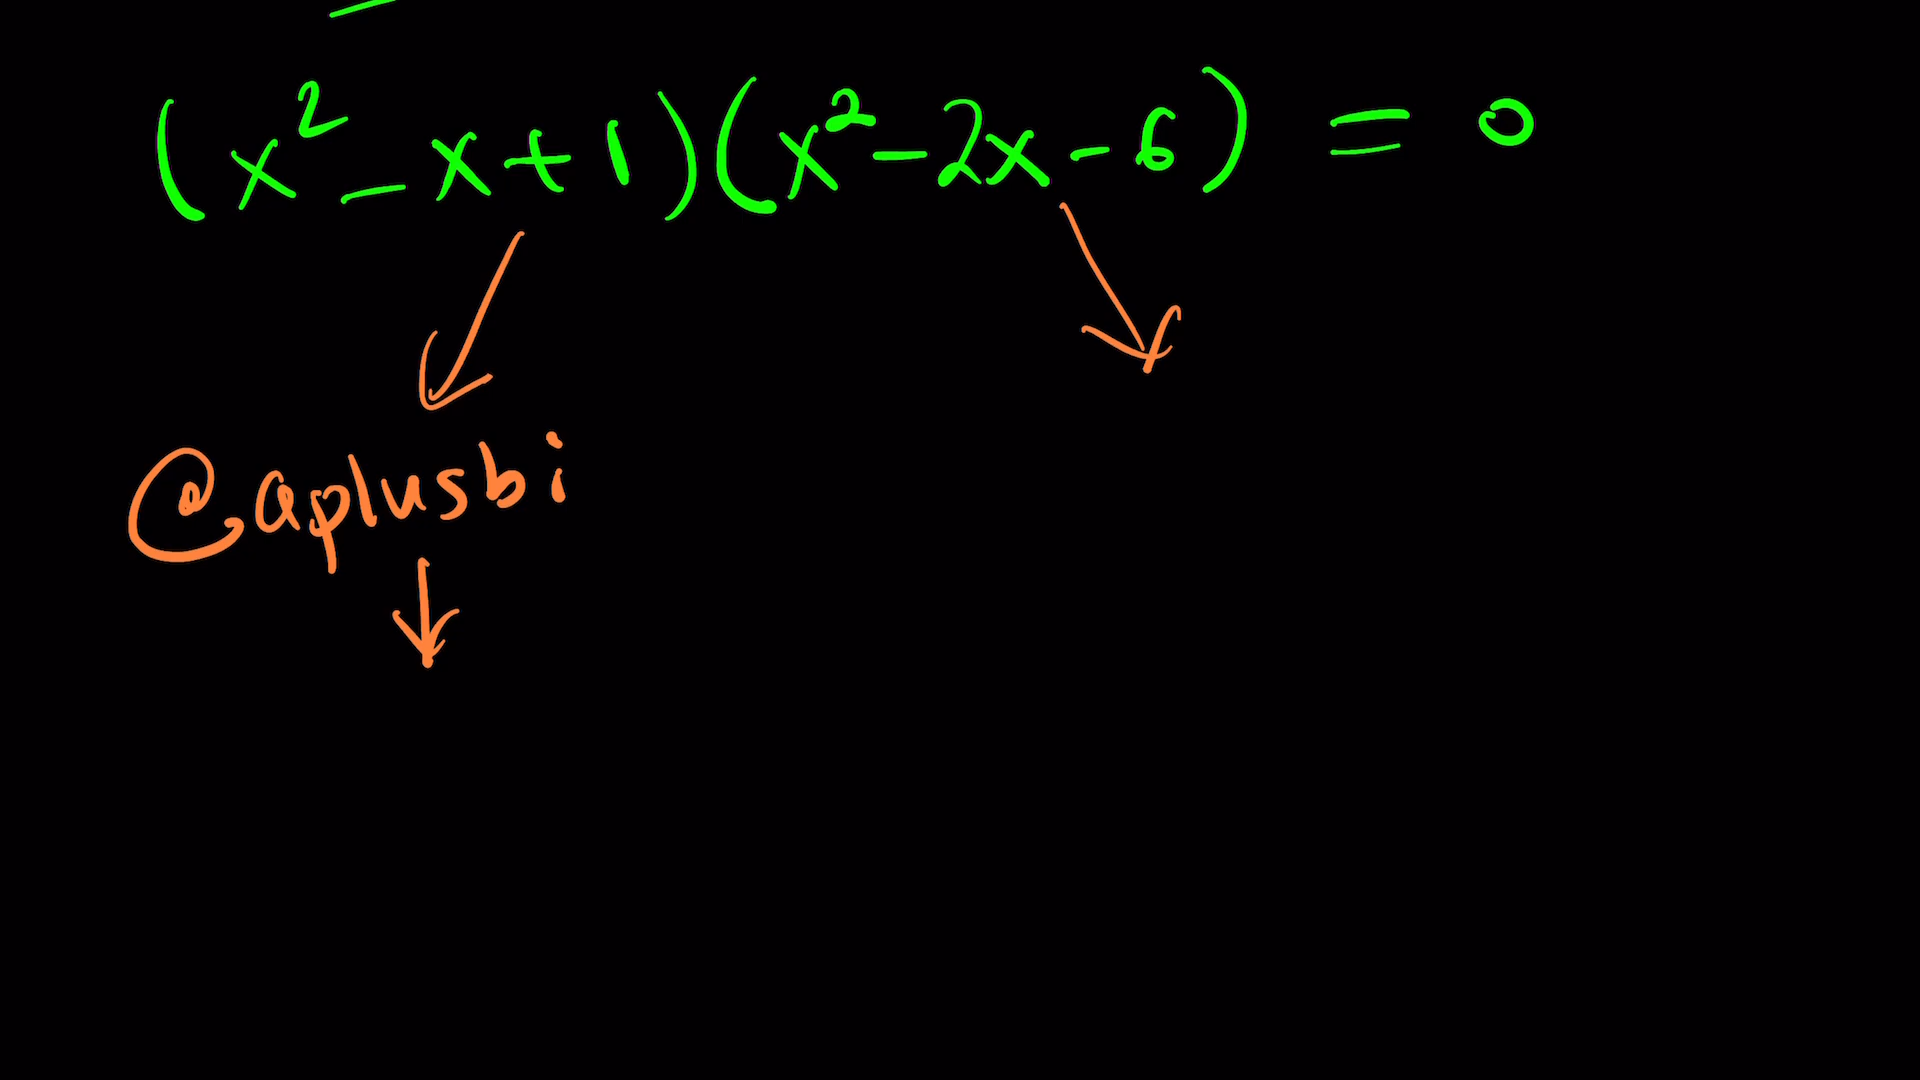 (x² - x + 1)(x² - 2x - 6) = 0
@aplusbi